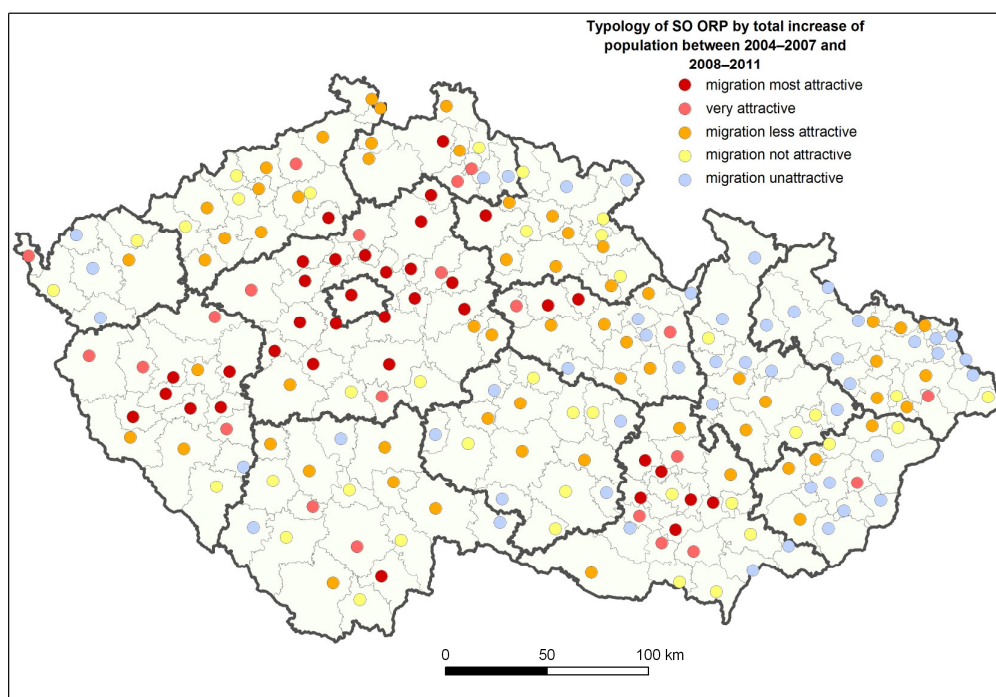 Typology of SO ORP by total increase of
population between 2004–2007 and
2008–2011
migration most attractive
very attractive
migration less attractive
migration not attractive
migration unattractive
0 50 100 km